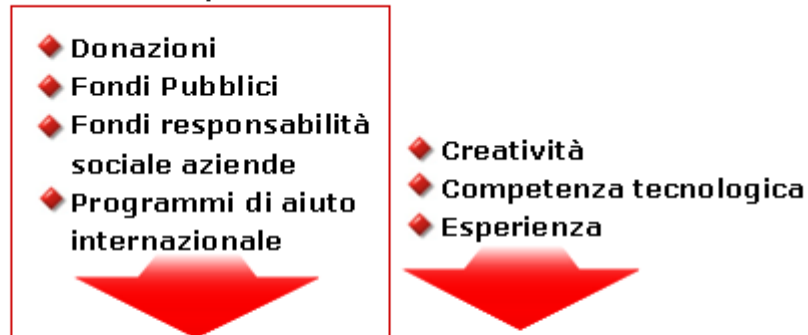 Donazioni
Fondi Pubblici
Fondi responsabilità
sociale aziende
Programmi di aiuto
internazionale
Creatività
Competenza tecnologica
Esperienza